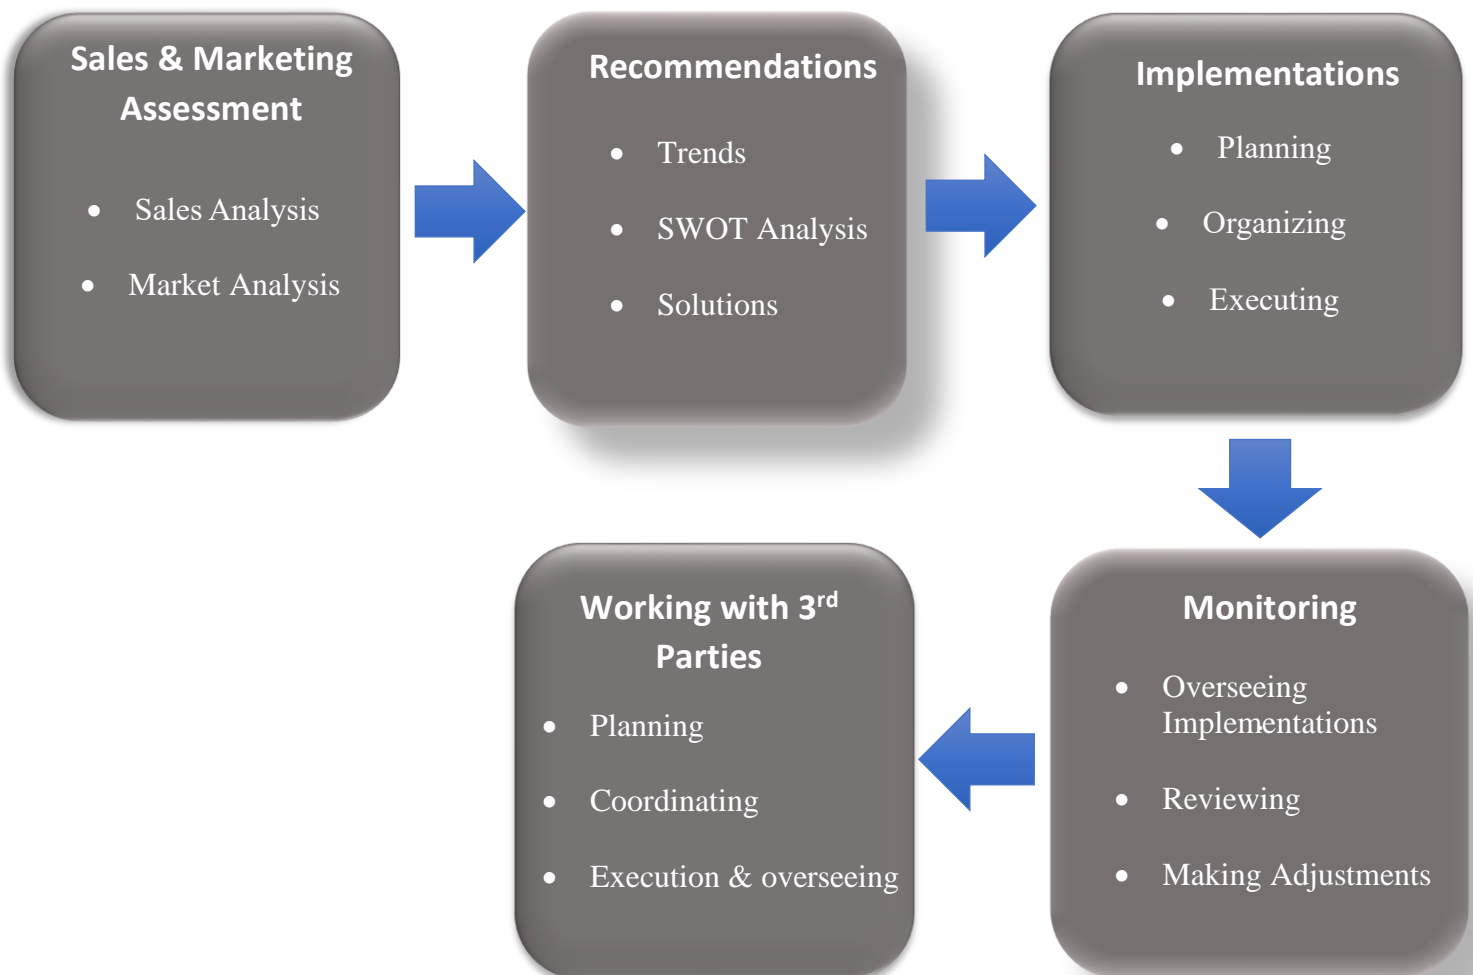 Sales & Marketing
Assessment
• Sales Analysis
• Market Analysis
Recommendations
• Trends
• SWOT Analysis
• Solutions
Implementations
• Planning
• Organizing
• Executing
Monitoring
• Overseeing
Implementations
• Reviewing
• Making Adjustments
Working with 3rd
Parties
• Planning
• Coordinating
• Execution & overseeing